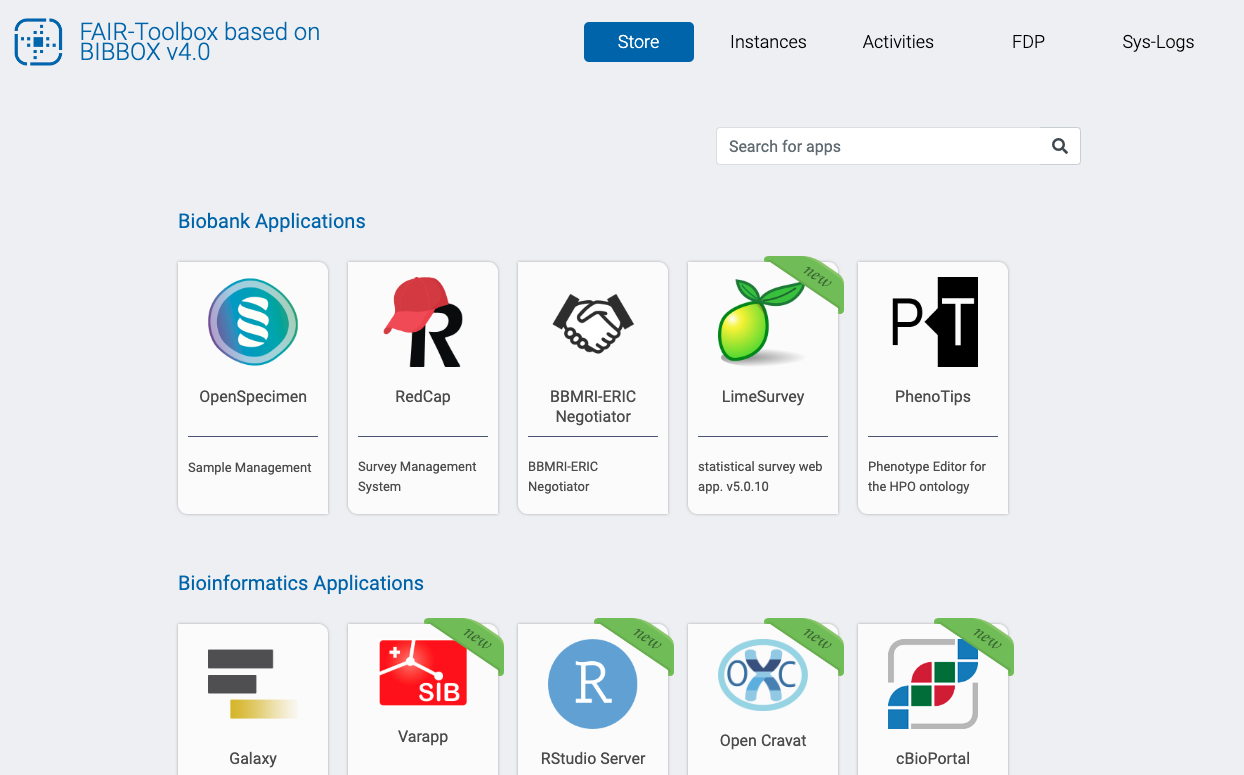 FAIR-Toolbox based on
BIBBOX v4.0
Store
Instances
Activities
FDP
Sys-Logs
Search for apps
Biobank Applications
OpenSpecimen
Sample Management
R
RedCap
Survey Management
System
BBMRI-ERIC
Negotiator
BBMRI-ERIC
Negotiator
new
LimeSurvey
statistical survey web
app. v5.0.10
PT
PhenoTips
Phenotype Editor for
the HPO ontology
Bioinformatics Applications
Galaxy
new
SIB
Varapp
new
R
RStudio Server
new
OXC
Open Cravat
new
cBioPortal